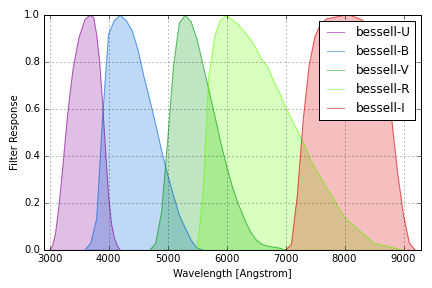 1.0
0.8
0.6
0.4
0.2
0.0
Filter Response
bessell-U
bessell-B
bessell-V
bessell-R
bessell-I
3000 4000 5000 6000 7000 8000 9000
Wavelength [Angstrom]